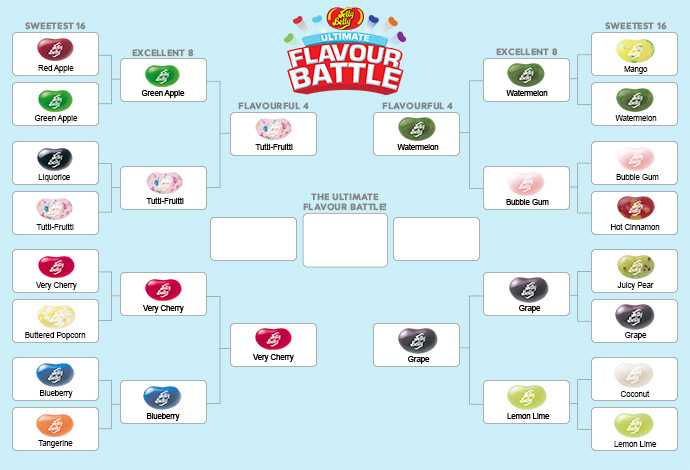 Jelly Belly
ULTIMATE
FLAVOUR
BATTLE
SWEETEST 16
EXCELLENT 8
FLAVOURFUL 4
FLAVOURFUL 4
EXCELLENT 8
SWEETEST 16
Red Apple
Green Apple
Liquorice
Tutti-Fruitti
Very Cherry
Buttered Popcorn
Blueberry
Tangerine
Green Apple
Tutti-Fruitti
Very Cherry
Blueberry
Tutti-Fruitti
Very Cherry
THE ULTIMATE
FLAVOUR BATTLE!
Watermelon
Grape
Watermelon
Bubble Gum
Grape
Lemon Lime
Mango
Watermelon
Bubble Gum
Hot Cinnamon
Juicy Pear
Grape
Coconut
Lemon Lime